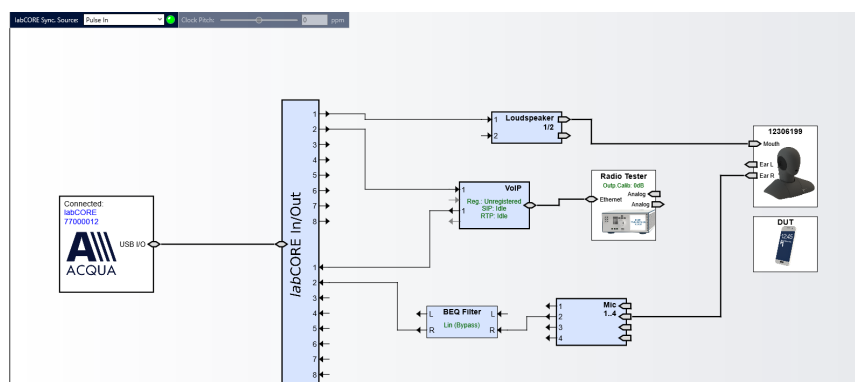 labCORE Sync. Source: Pulse In Clock Pitch: 0 ppm
1
2
3
4
5
6
7
8
1
2
3
4
5
6
7
8
labCORE In/Out
Connected:
labCORE
77000012
USB I/O
ACQUA
Loudspeaker
1/2
1
2
VoIP
1
Reg.: Unregistered
SIP: Idle
RTP: Idle
1
Radio Tester
Outp.Calib: 0dB
Analog
Ethernet
Analog
12306199
Mouth
Ear L
Ear R
DUT
12:45
BEQ Filter
L L
Lin (Bypass)
R R
Mic
1..4
1
2
3
4